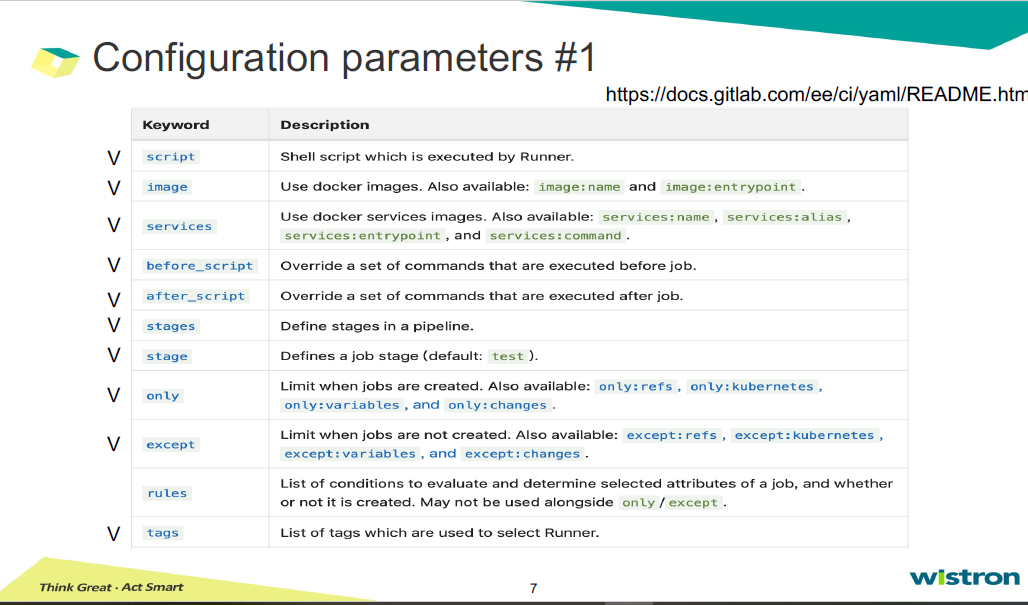 Configuration parameters #1
https://docs.gitlab.com/ee/ci/yaml/README.htm
Keyword Description
V script Shell script which is executed by Runner.
V image Use docker images. Also available: image:name and image:entrypoint.
V services Use docker services images. Also available: services:name, services:alias,
services:entrypoint, and services:command.
V before_script Override a set of commands that are executed before job.
V after_script Override a set of commands that are executed after job.
V stages Define stages in a pipeline.
V stage Defines a job stage (default: test).
V only Limit when jobs are created. Also available: only:refs, only:kubernetes,
only:variables, and only:changes.
V except Limit when jobs are not created. Also available: except:refs, except:kubernetes,
except:variables, and except:changes.
rules List of conditions to evaluate and determine selected attributes of a job, and whether
or not it is created. May not be used alongside only/except.
V tags List of tags which are used to select Runner.
Think Great · Act Smart
7
wistron